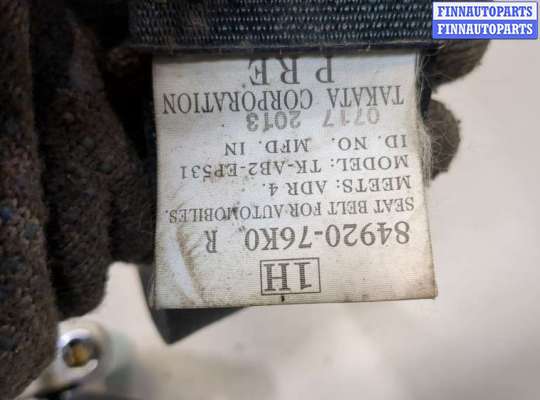 FINNAUTOPARTS
FINNAUTOPARTS
1H
84920-76K0 R
SEAT BELT FOR AUTOMOBILES.
MEETS: ADR 4.
MODEL: TK-AB2-EP531
ID. NO. MFD. IN
0717 2013
TAKATA CORPORATION
PRE